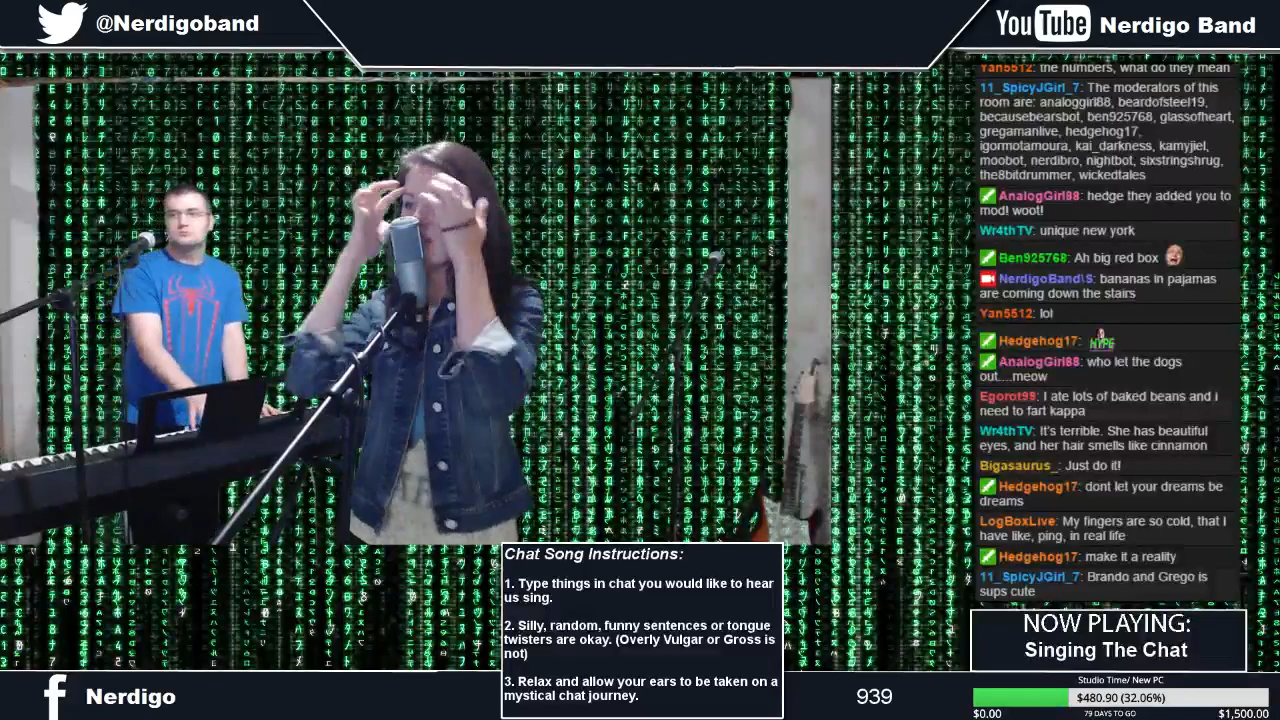 @Nerdigoband
YouTube Nerdigo Band
Yan5512: the numbers, what do they mean
11_SpicyJGirl_7: The moderators of this
room are: analoggirl88, beardofsteel19,
becausebearsbot, ben925768, glassofheart,
gregamanlive, hedgehog17,
igormotamoura, kai_darkness, kamyjiel,
moobot, nerdibro, nightbot, sixstringshrug,
the8bitdrummer, wickedtales
AnalogGirl88: hedge they added you to
mod! woot!
Wr4thTV: unique new york
Ben925768: Ah big red box
NerdigoBand\S: bananas in pajamas
are coming down the stairs
Yan5512: lol
Hedgehog17: HYPE
AnalogGirl88: who let the dogs
out....meow
Egorot98: I ate lots of baked beans and i
need to fart kappa
Wr4thTV: It's terrible. She has beautiful
eyes, and her hair smells like cinnamon
Bigasaurus_: Just do it!
Hedgehog17: dont let your dreams be
dreams
LogBoxLive: My fingers are so cold, that I
have like, ping, in real life
Hedgehog17: make it a reality
11_SpicyJGirl_7: Brando and Grego is
sups cute
Chat Song Instructions:
1. Type things in chat you would like to hear
us sing.
2. Silly, random, funny sentences or tongue
twisters are okay. (Overly Vulgar or Gross is
not)
3. Relax and allow your ears to be taken on a
mystical chat journey.
NOW PLAYING:
Singing The Chat
f Nerdigo
939
Studio Time/ New PC
$480.90 (32.06%)
$0.00 79 DAYS TO GO $1,500.00